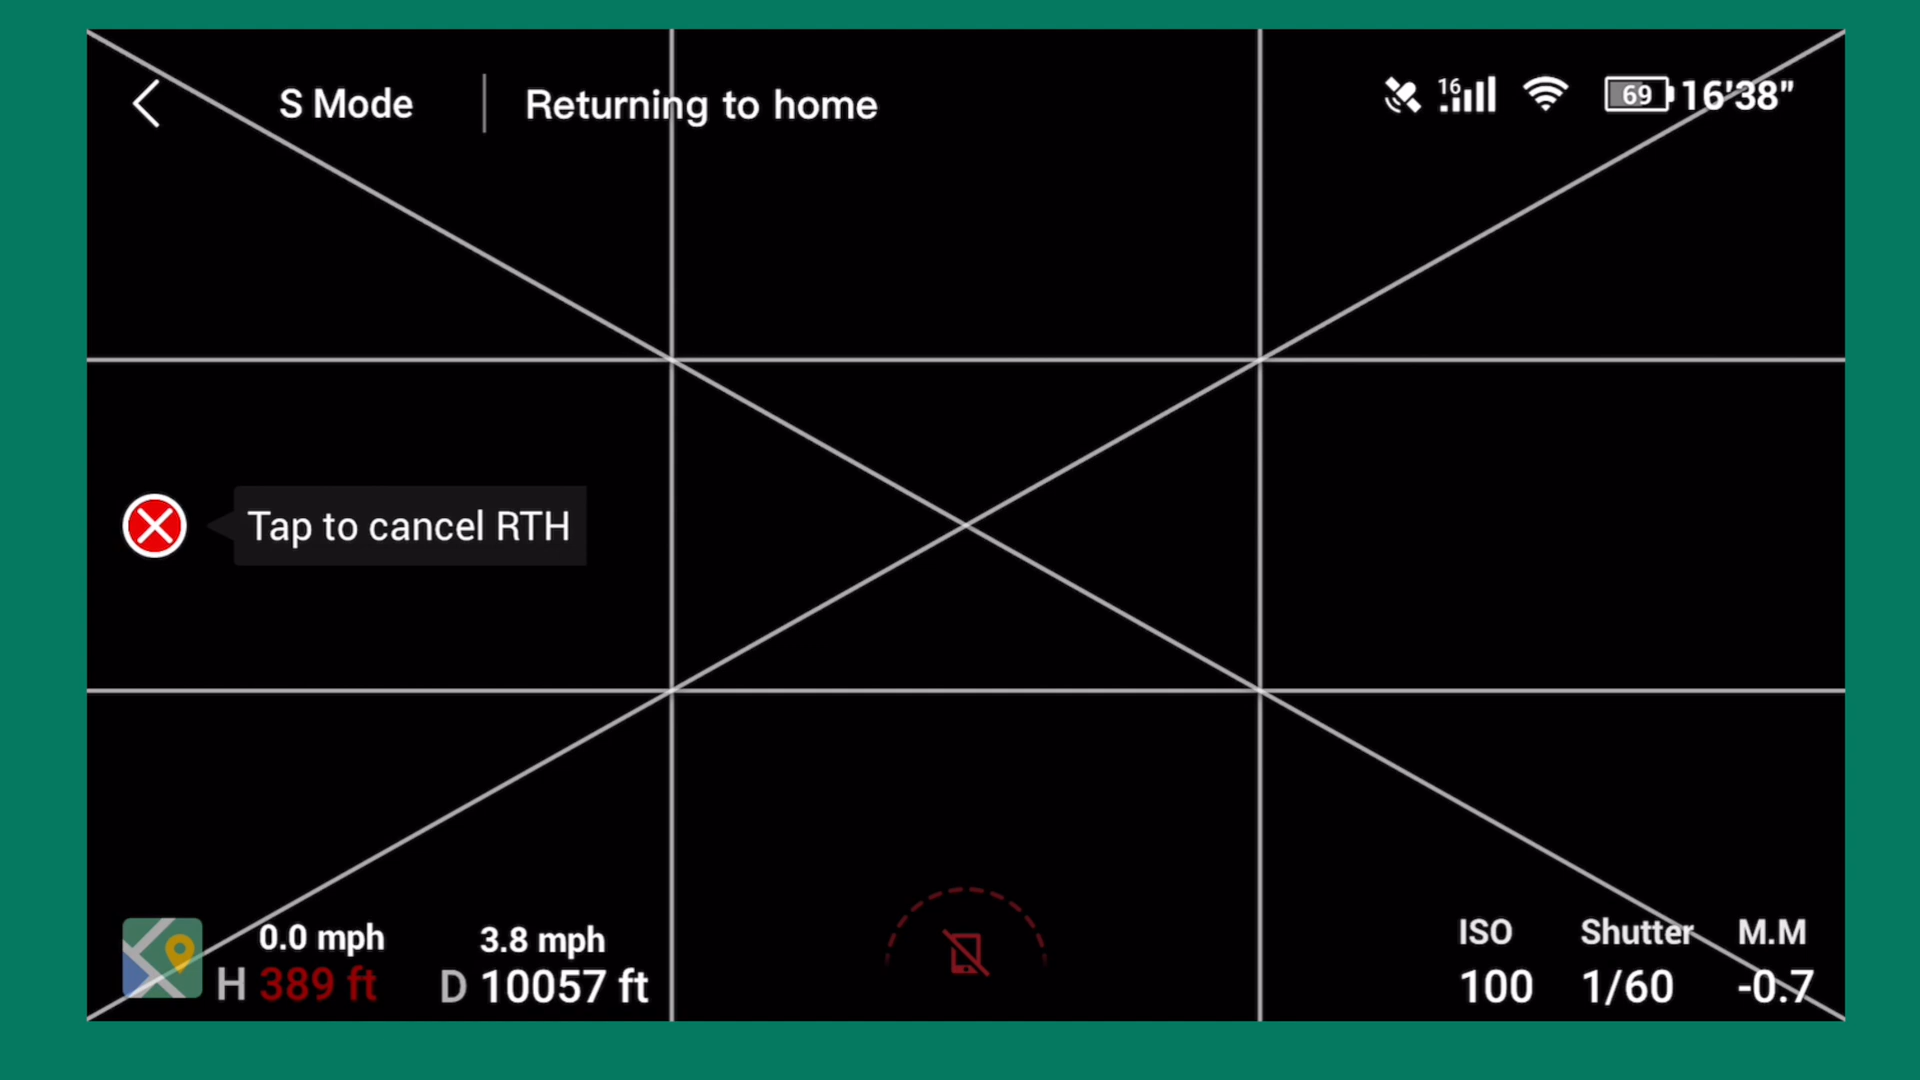 S Mode
Returning to home
16
69
16'38"
Tap to cancel RTH
0.0 mph
3.8 mph
H 389 ft
D 10057 ft
ISO
Shutter
M.M
100
1/60
-0.7